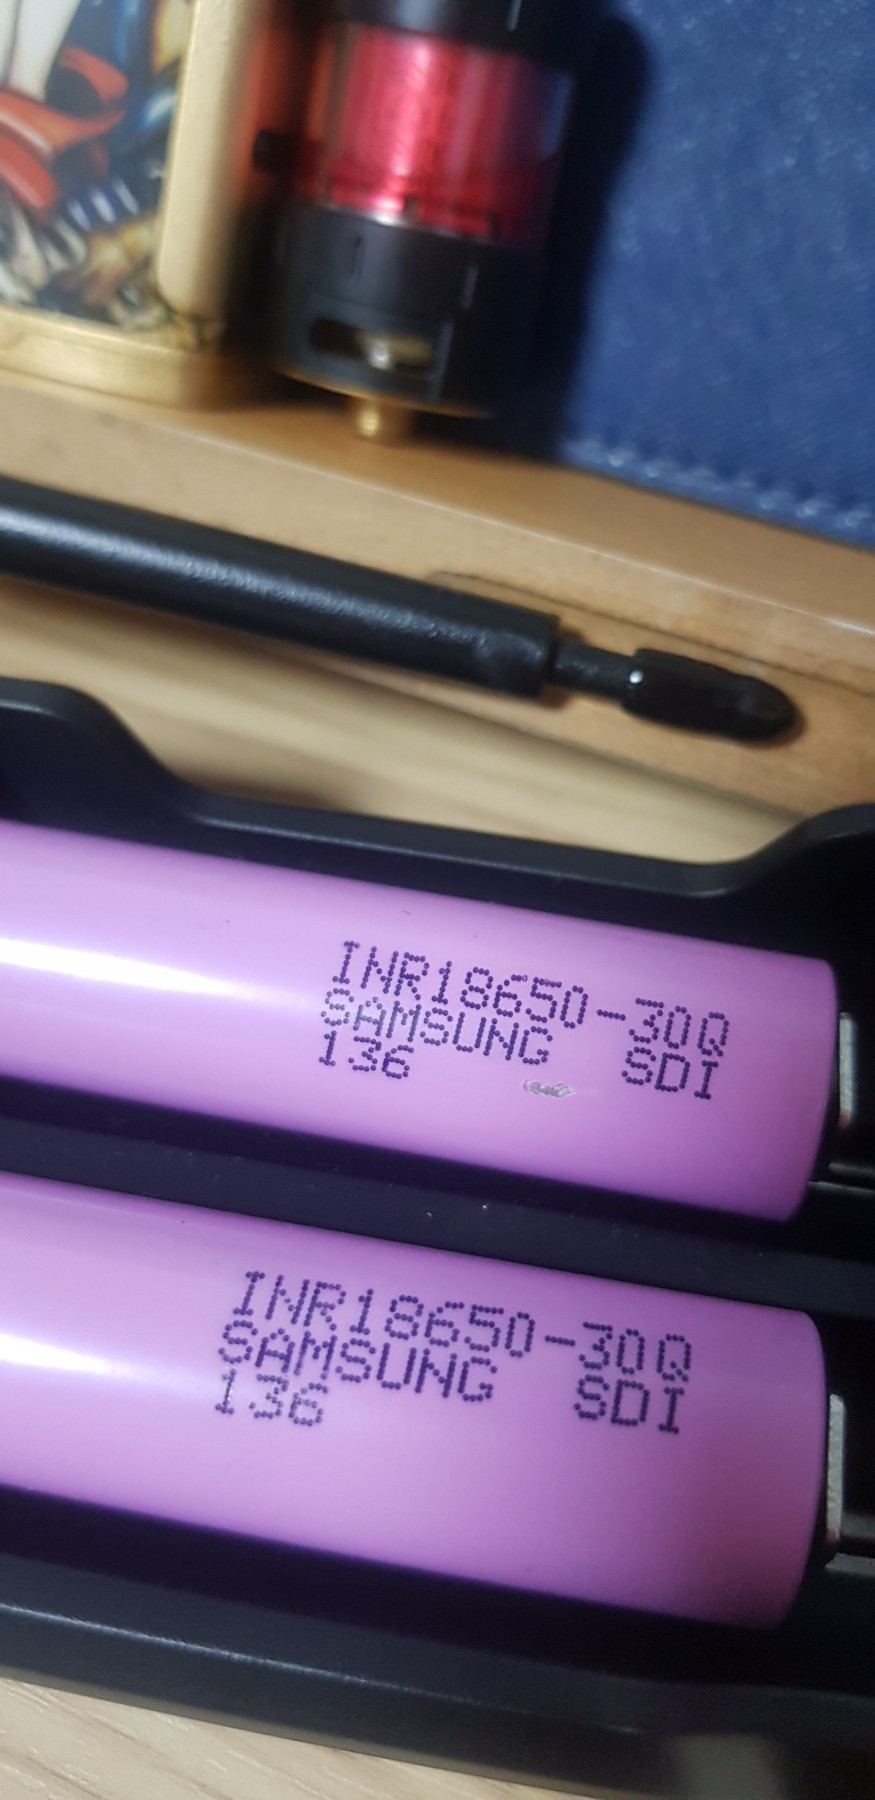 INR18650-30Q
SAMSUNG SDI
136
INR18650-30Q
SAMSUNG SDI
136